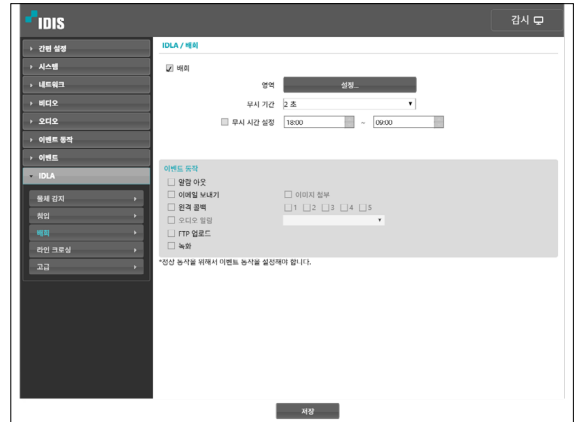 IDIS
감시
간편 설정
시스템
네트워크
비디오
오디오
이벤트 동작
이벤트
IDLA
물체 감지
침입
배회
라인 크로싱
고급
IDLA / 배회
배회
영역 설정...
무시 기간 2 초
무시 시간 설정 18:00 ~ 09:00
이벤트 동작
알람 아웃
이메일 보내기 이미지 첨부
원격 콜백 1 2 3 4 5
오디오 알림
FTP 업로드
녹화
*정상 동작을 위해서 이벤트 동작을 설정해야 합니다.
저장